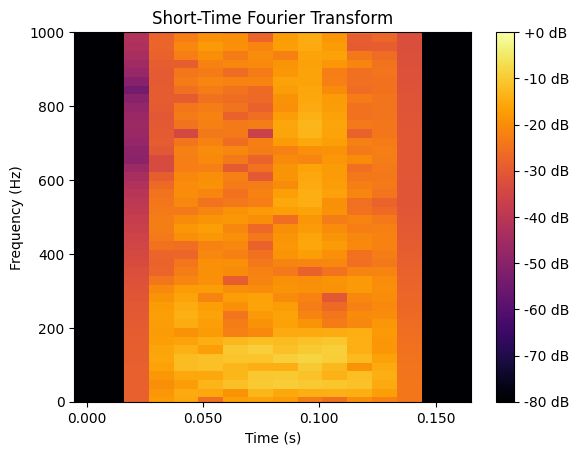 Short-Time Fourier Transform
1000
800
600
400
200
0
Frequency (Hz)
0.000
0.050
0.100
0.150
Time (s)
+0 dB
-10 dB
-20 dB
-30 dB
-40 dB
-50 dB
-60 dB
-70 dB
-80 dB